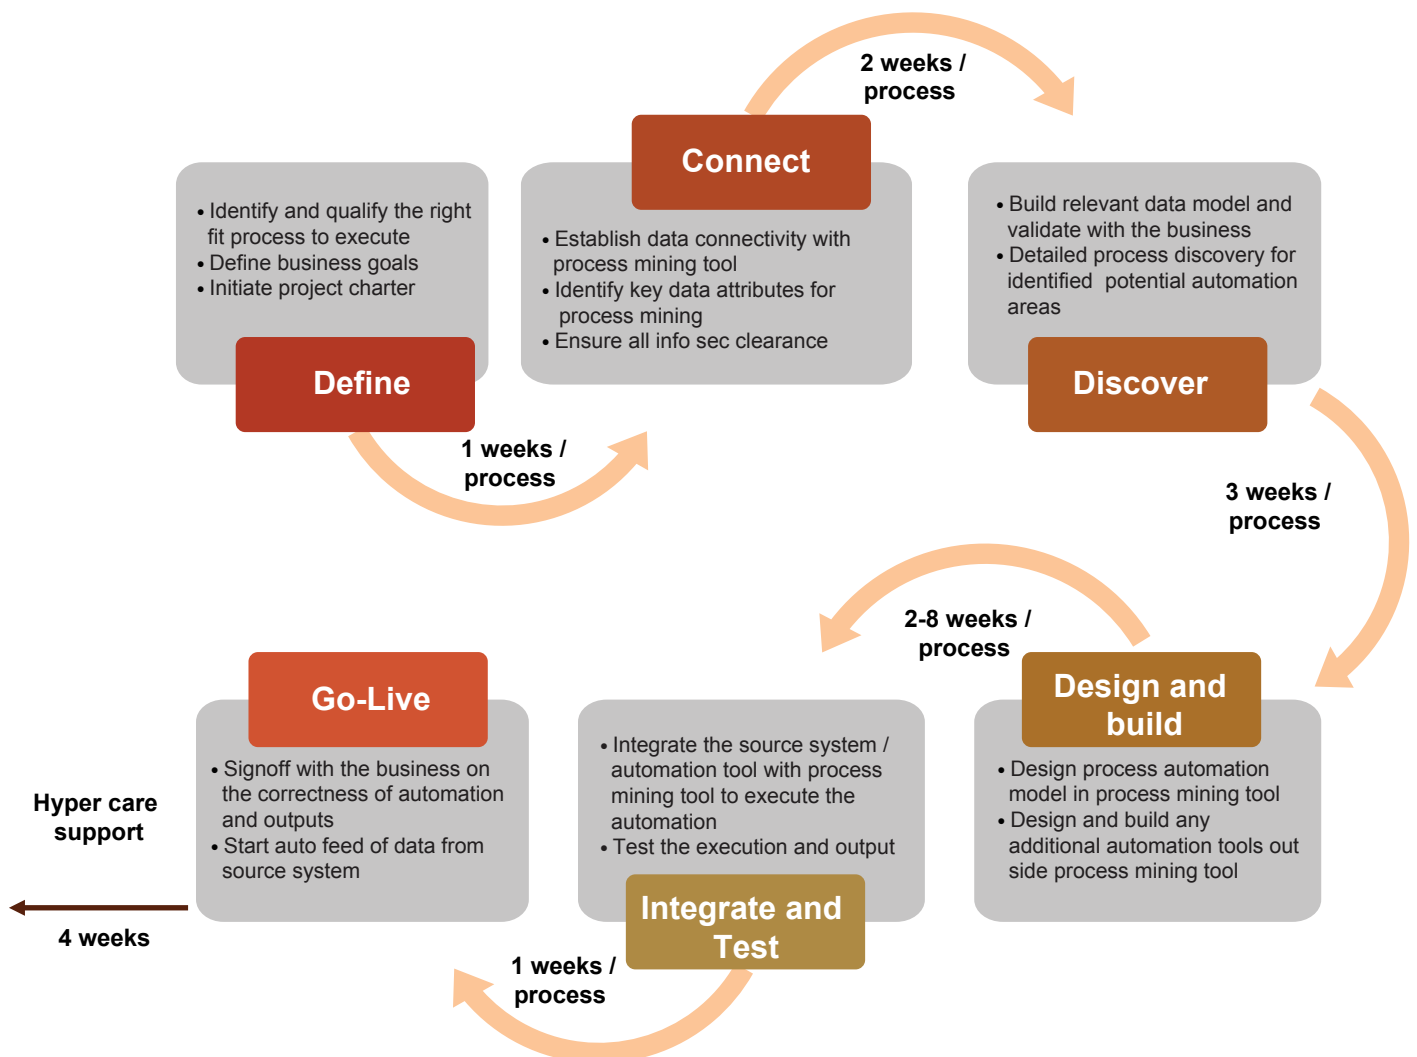 • Identify and qualify the right
fit process to execute
• Define business goals
• Initiate project charter
Define
1 weeks /
process
Connect
• Establish data connectivity with
process mining tool
• Identify key data attributes for
process mining
• Ensure all info sec clearance
2 weeks /
process
• Build relevant data model and
validate with the business
• Detailed process discovery for
identified potential automation
areas
Discover
3 weeks /
process
Design and
build
• Design process automation
model in process mining tool
• Design and build any
additional automation tools out
side process mining tool
2-8 weeks /
process
• Integrate the source system /
automation tool with process
mining tool to execute the
automation
• Test the execution and output
Integrate and
Test
1 weeks /
process
Go-Live
• Signoff with the business on
the correctness of automation
and outputs
• Start auto feed of data from
source system
Hyper care
support
4 weeks